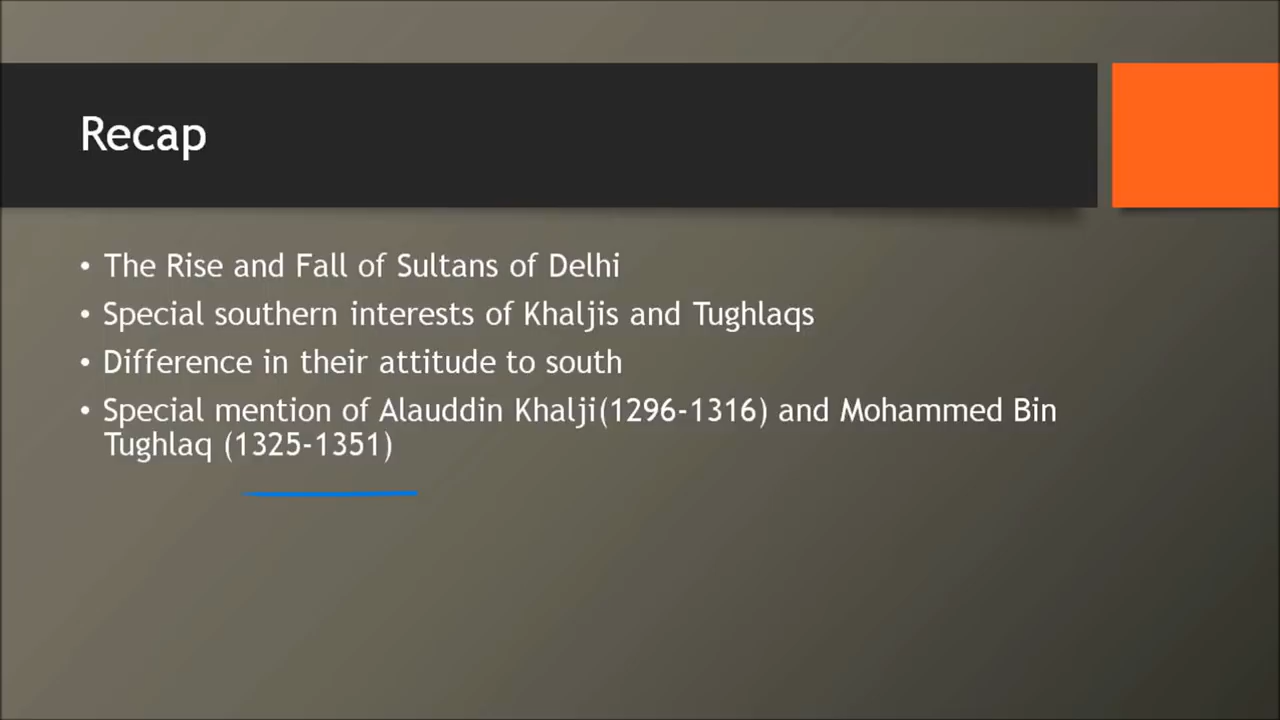 Recap
• The Rise and Fall of Sultans of Delhi
• Special southern interests of Khaljis and Tughlaqs
• Difference in their attitude to south
• Special mention of Alauddin Khalji(1296-1316) and Mohammed Bin
Tughlaq (1325-1351)